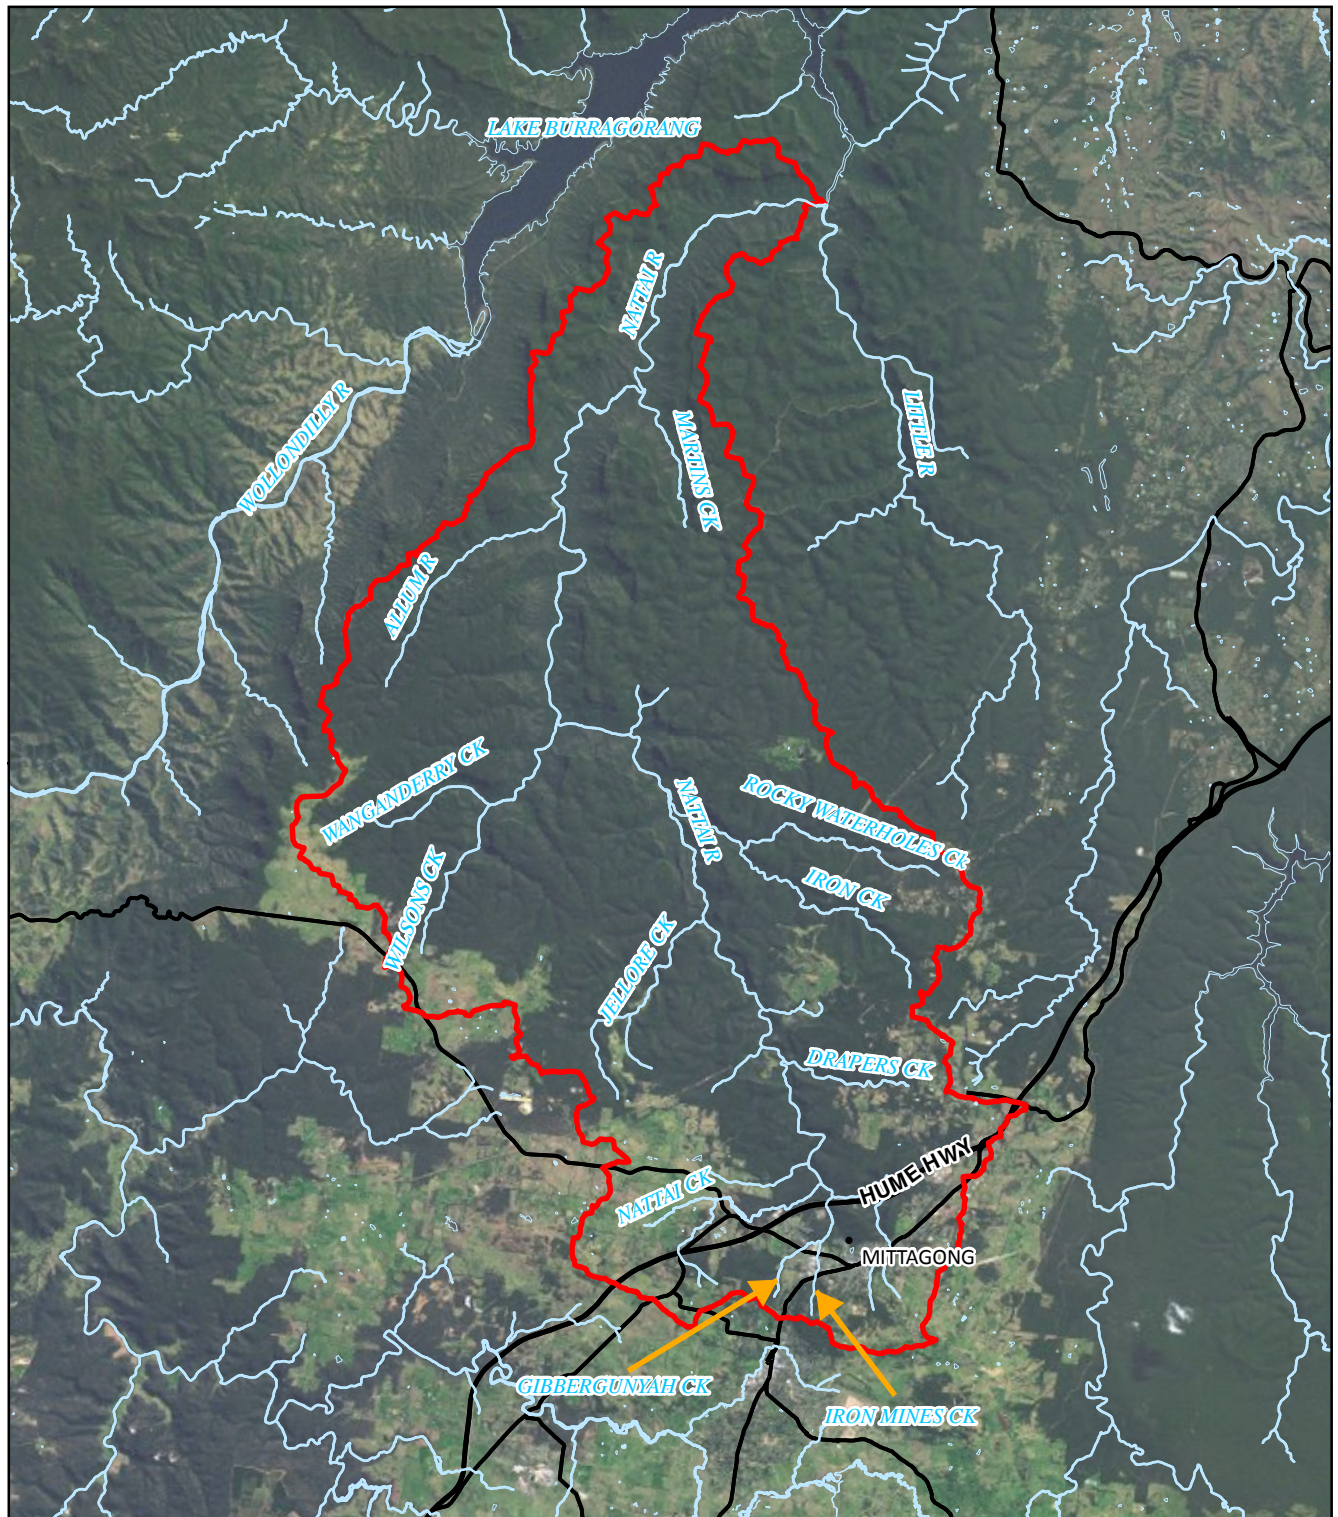 LAKE BURRAGORANG
NATTAI R
WOLLONDILLY R
MARTINS CK
LITTLE R
ALLUM R
WANGANDERRY CK
NATTAI R
ROCKY WATERHOLES Ck
WILSONS CK
IRON CK
JELLORE CK
DRAPERS CK
HUME HWY
NATTAI CK
MITTAGONG
GIBBERGUNYAH CK
IRON MINES CK